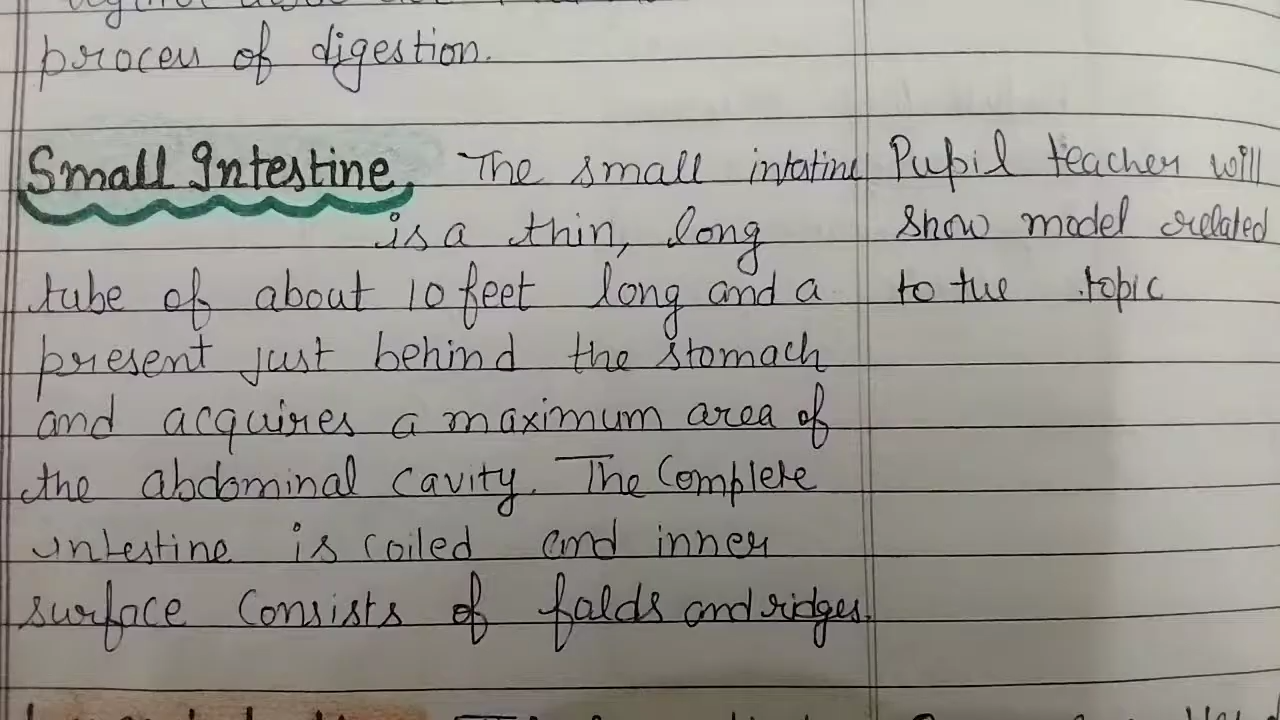 process of digestion.
Small Intestine, The small intestine
is a thin, long
tube of about 10 feet long and a
present just behind the stomach
and acquires a maximum area of
the abdominal cavity. The Complete
intestine is coiled and inner
surface consists of falds and ridges.
Pupil teacher will
show model related
to the topic